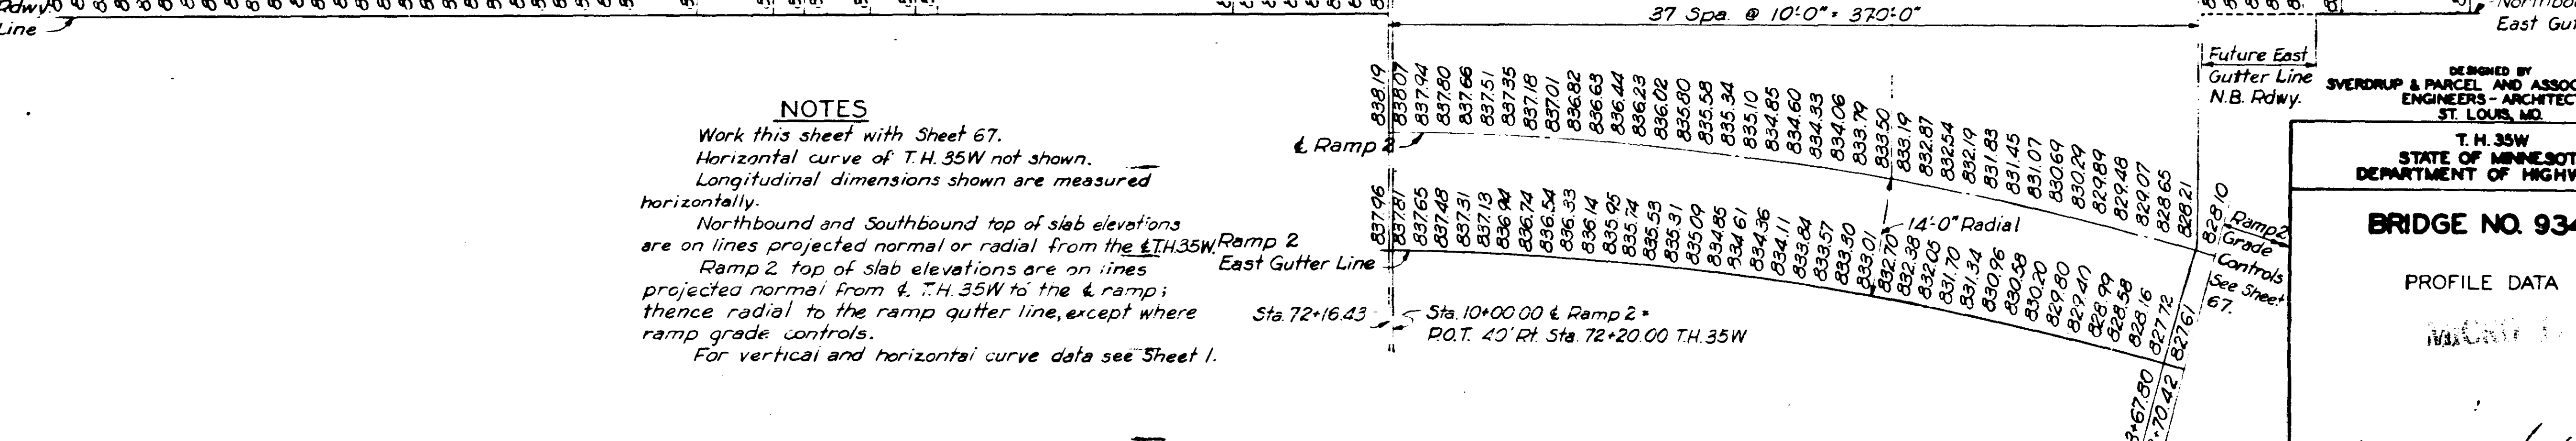 Rdwy.
Line
37 Spa. @ 10'-0" = 370'-0"
East Gut
Future East
Gutter Line
N.B. Rdwy.
DESIGNED BY
SVERDRUP & PARCEL AND ASSOC
ENGINEERS - ARCHITEC
ST. LOUIS, MO.
T. H. 35W
STATE OF MINNESOT
DEPARTMENT OF HIGHW
BRIDGE NO. 934
PROFILE DATA
NOTES
Work this sheet with Sheet 67.
Horizontal curve of T.H. 35W not shown.
Longitudinal dimensions shown are measured
horizontally.
Northbound and Southbound top of slab elevations
are on lines projected normal or radial from the ℄ T.H.35W.
Ramp 2 top of slab elevations are on lines
projected normal from ℄ T.H. 35W to the ℄ ramp;
thence radial to the ramp gutter line, except where
ramp grade controls.
For vertical and horizontal curve data see Sheet 1.
℄ Ramp 2
838.19 838.07 837.94 837.80 837.66 837.51 837.35 837.18 837.01 836.82 836.63 836.44 836.23 836.02 835.80 835.58 835.34 835.10 834.85 834.60 834.33 834.06 833.79 833.50 833.19 832.87 832.54 832.19 831.83 831.45 831.07 830.69 830.29 829.89 829.48 829.07 828.65 828.21 828.10
Ramp 2
East Gutter Line
837.96 837.81 837.65 837.48 837.31 837.13 836.94 836.74 836.54 836.33 836.14 835.95 835.74 835.53 835.31 835.09 834.85 834.61 834.36 834.11 833.84 833.57 833.30 833.01 832.70 832.38 832.05 831.70 831.34 830.96 830.58 830.20 829.80 829.40 828.99 828.58 828.16 827.72 827.61
14'-0" Radial
Ramp 2
Grade
Controls
See Sheet
67.
Sta. 72+16.43
Sta. 10+00.00 ℄ Ramp 2 =
P.O.T. 40' Rt. Sta. 72+20.00 T.H. 35W
3+67.80
+70.42